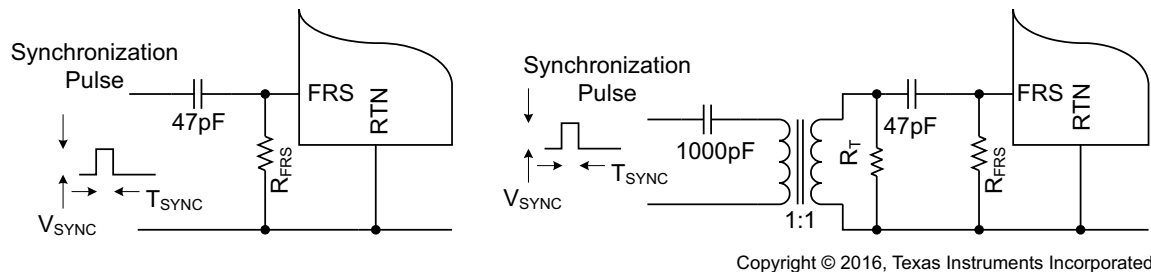 Synchronization
Pulse
47pF
FRS
RTN
R_FRS
T_SYNC
V_SYNC
Synchronization
Pulse
1000pF
1:1
R_T
47pF
FRS
RTN
R_FRS
T_SYNC
V_SYNC
Copyright © 2016, Texas Instruments Incorporated